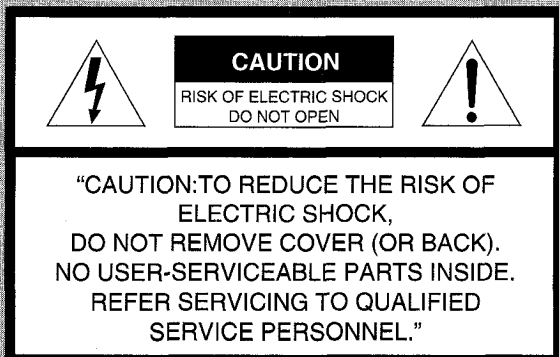 CAUTION
RISK OF ELECTRIC SHOCK
DO NOT OPEN
!
“CAUTION:TO REDUCE THE RISK OF
ELECTRIC SHOCK,
DO NOT REMOVE COVER (OR BACK).
NO USER-SERVICEABLE PARTS INSIDE.
REFER SERVICING TO QUALIFIED
SERVICE PERSONNEL.”